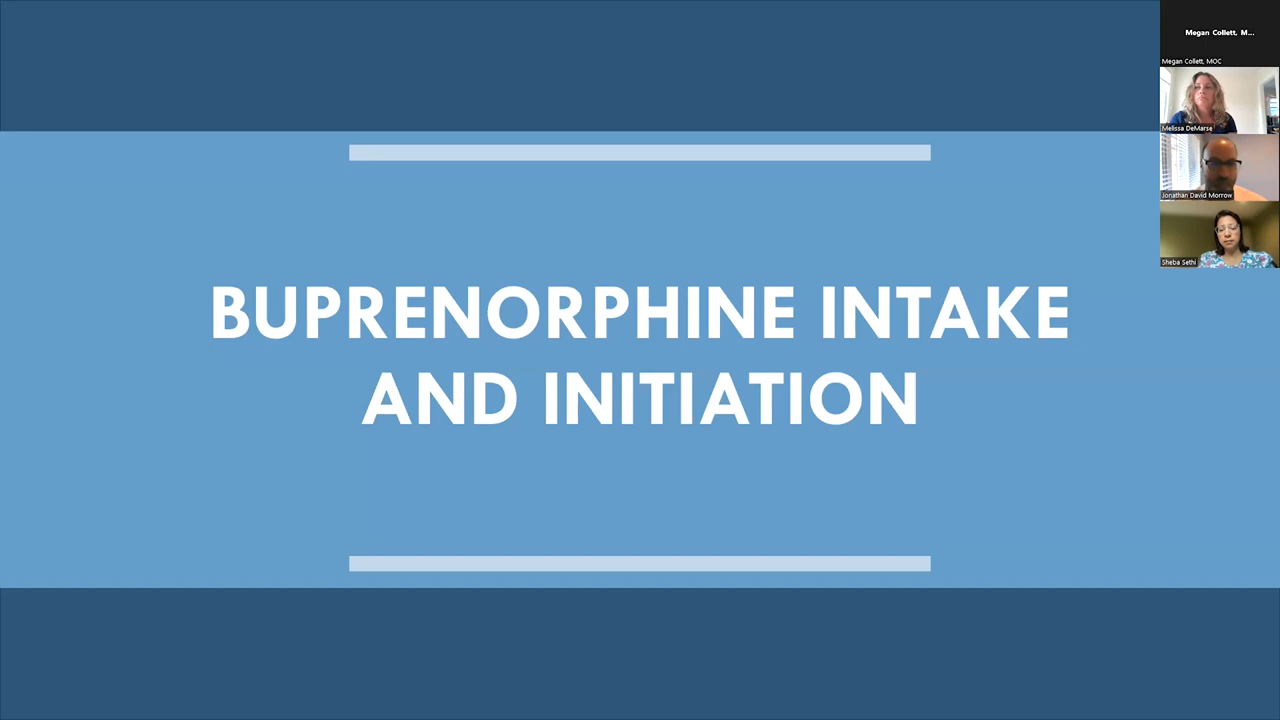 BUPRENORPHINE INTAKE
AND INITIATION
Megan Collett, M...
Megan Collett, MOC
Melissa DeMarse
Jonathan David Morrow
Sheba Sethi